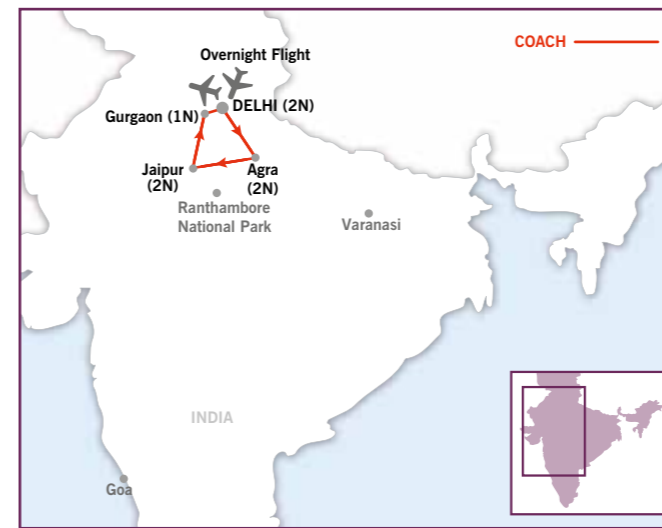 COACH
Overnight Flight
DELHI (2N)
Gurgaon (1N)
Jaipur
(2N)
Agra
(2N)
Ranthambore
National Park
Varanasi
INDIA
Goa